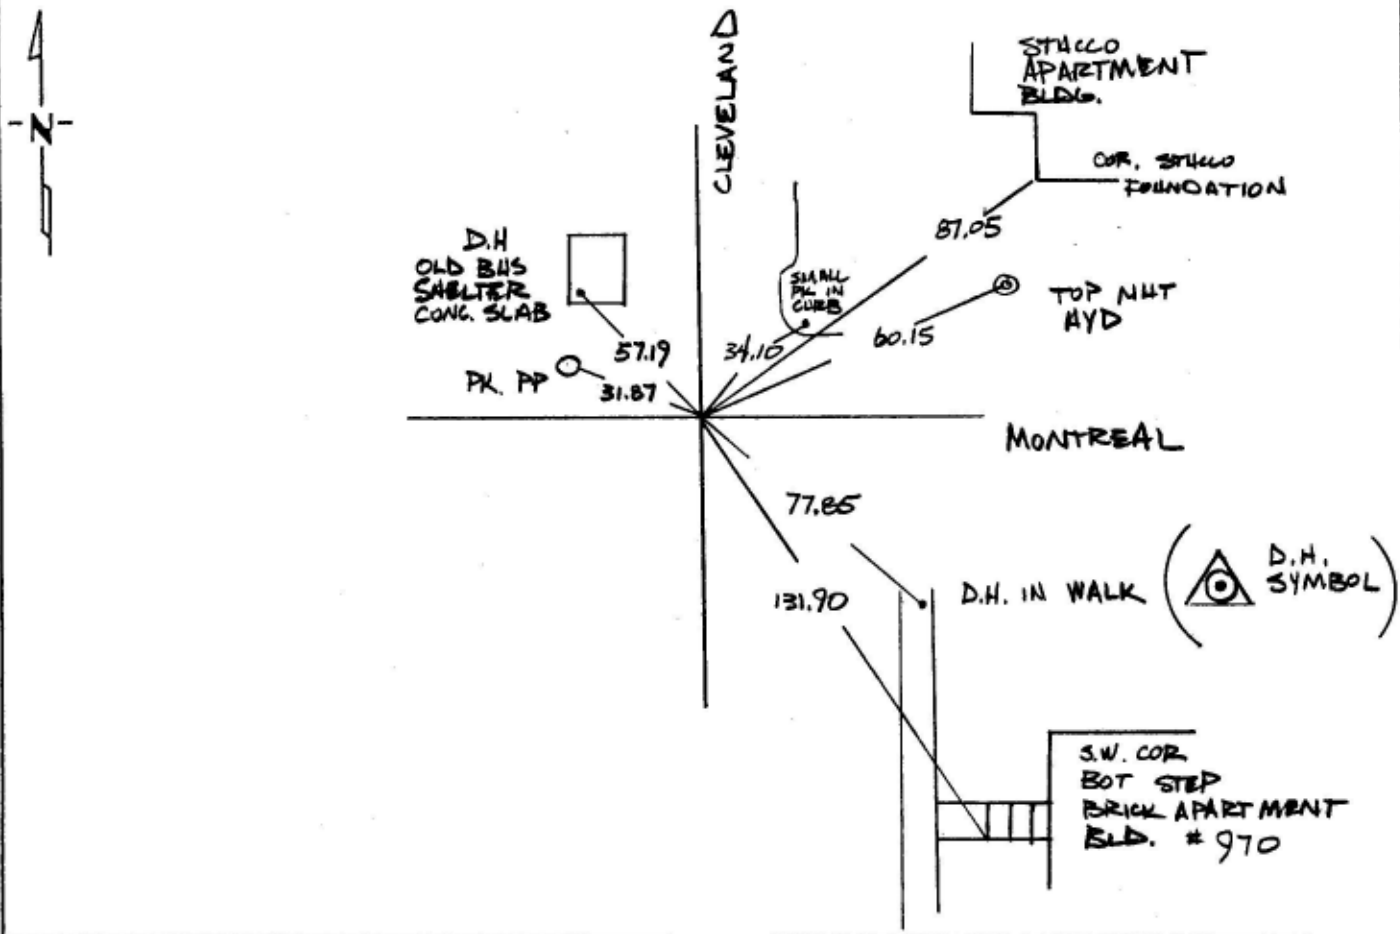 N
CLEVELAND
STUCCO
APARTMENT
BLDG.
COR. STUCCO
FOUNDATION
87.05
D.H
OLD BUS
SHELTER
CONC. SLAB
SMALL
PK IN
CURB
TOP NUT
HYD
60.15
34.10
57.19
PK. PP
31.87
MONTREAL
77.85
D.H. IN WALK
D.H.
SYMBOL
131.90
S.W. COR
BOT STEP
BRICK APARTMENT
BLD. # 970